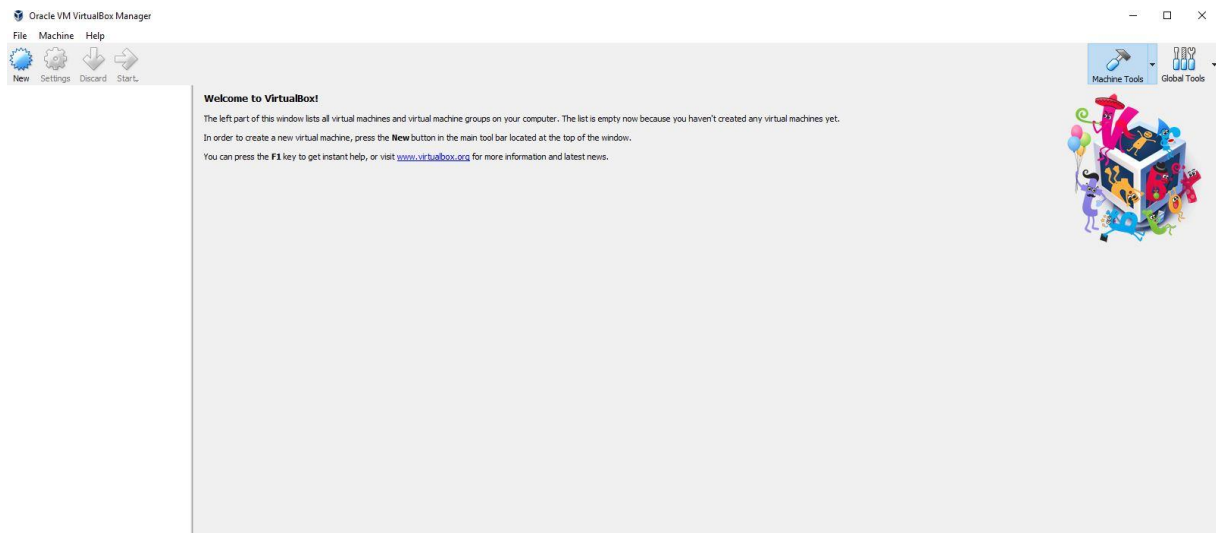 Oracle VM VirtualBox Manager
File Machine Help
New Settings Discard Start..
Machine Tools Global Tools
Welcome to VirtualBox!
The left part of this window lists all virtual machines and virtual machine groups on your computer. The list is empty now because you haven't created any virtual machines yet.
In order to create a new virtual machine, press the New button in the main tool bar located at the top of the window.
You can press the F1 key to get instant help, or visit www.virtualbox.org for more information and latest news.